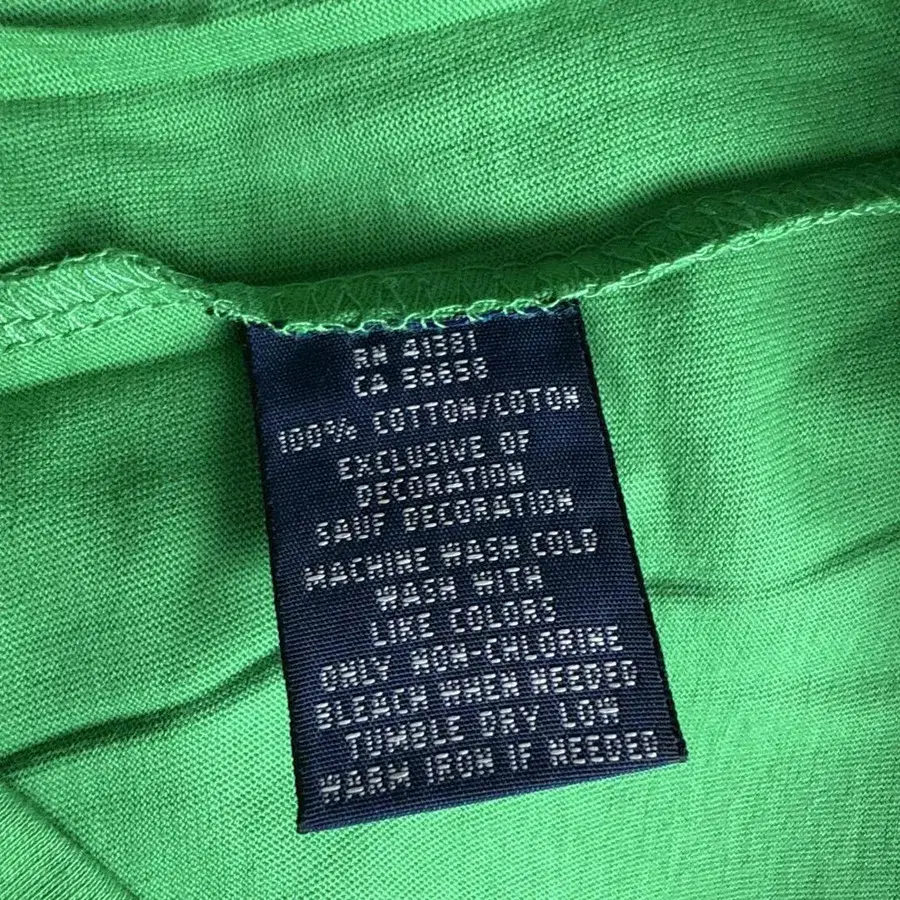 RN 41381
CA 56658
100% COTTON/COTON
EXCLUSIVE OF
DECORATION
SAUF DECORATION
MACHINE WASH COLD
WASH WITH
LIKE COLORS
ONLY NON-CHLORINE
BLEACH WHEN NEEDED
TUMBLE DRY LOW
WARM IRON IF NEEDED